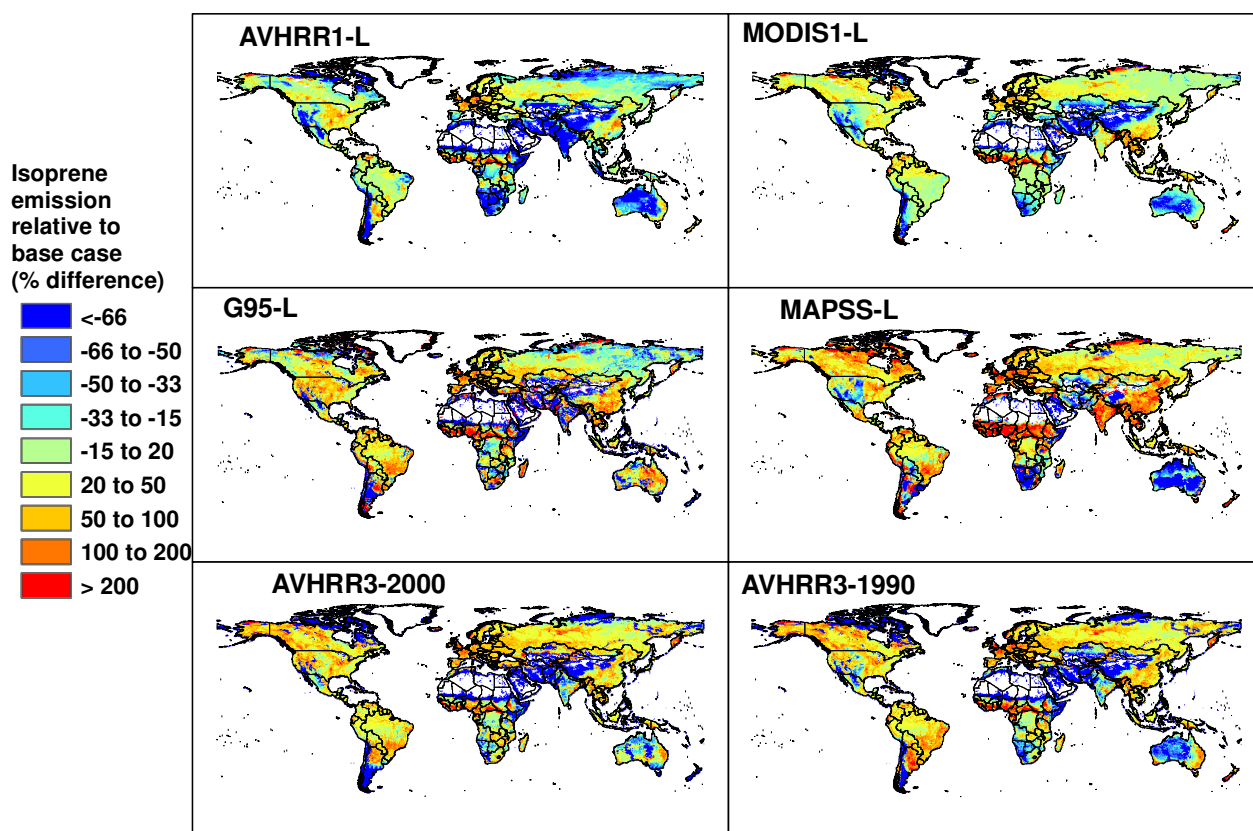 AVHRR1-L
MODIS1-L
G95-L
MAPSS-L
AVHRR3-2000
AVHRR3-1990
Isoprene
emission
relative to
base case
(% difference)
<-66
-66 to -50
-50 to -33
-33 to -15
-15 to 20
20 to 50
50 to 100
100 to 200
> 200